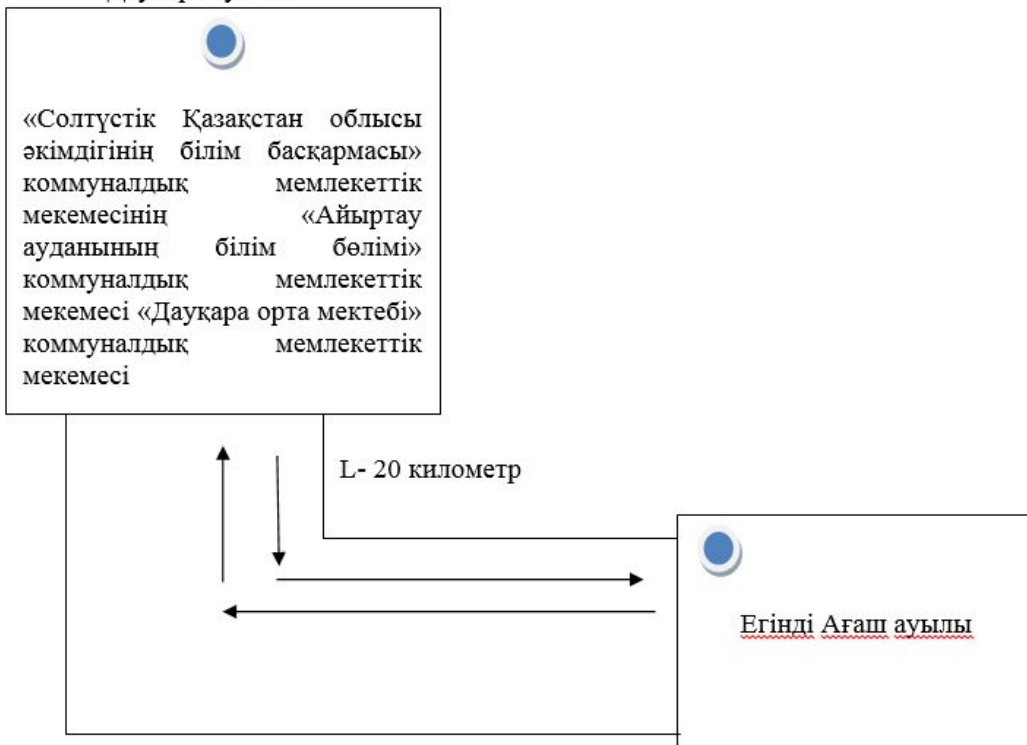 «Солтүстік Қазақстан облысы
әкімдігінің білім басқармасы»
коммуналдық мемлекеттік
мекемесінің «Айыртау
ауданының білім бөлімі»
коммуналдық мемлекеттік
мекемесі «Дауқара орта мектебі»
коммуналдық мемлекеттік
мекемесі
L- 20 километр
Егінді Ағаш ауылы